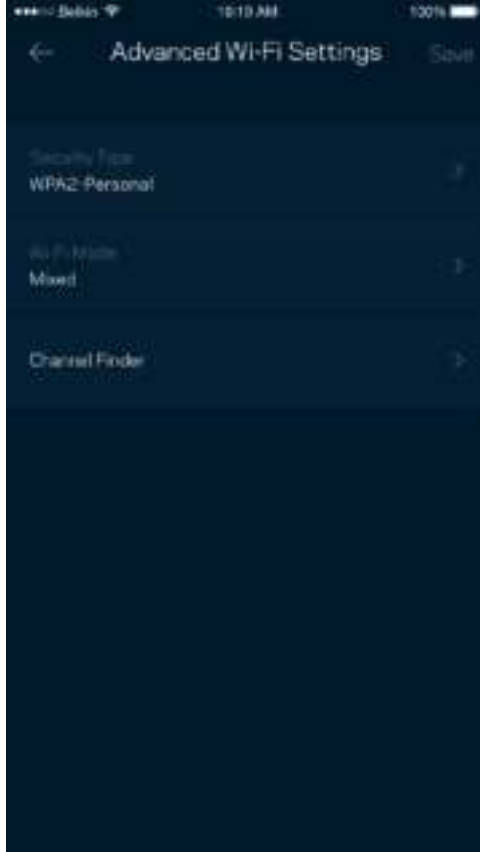 Belkin 10:10 AM 100%
Advanced Wi-Fi Settings Save
Security Type
WPA2 Personal
Wi-Fi Mode
Mixed
Channel Finder